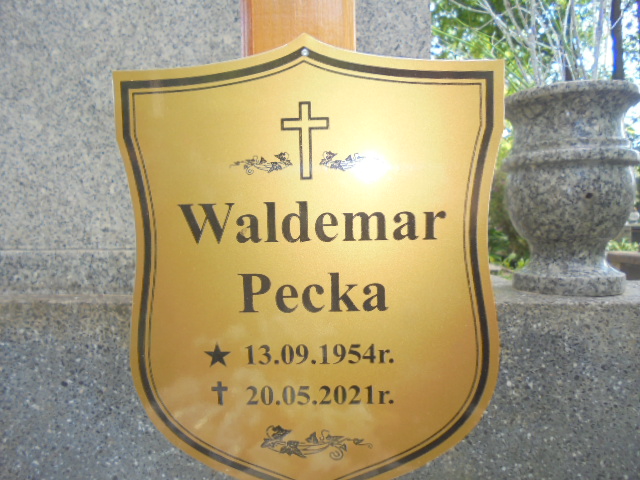 Waldemar
Pecka
★ 13.09.1954r.
✝ 20.05.2021r.